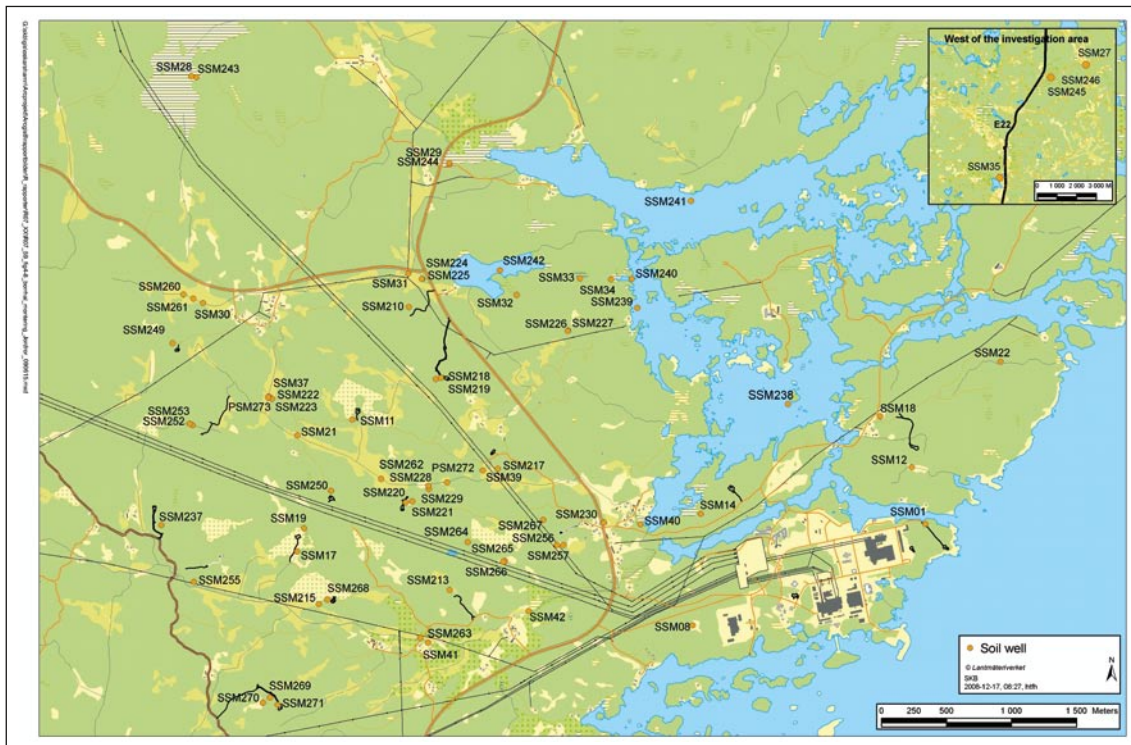 West of the investigation area
SSM27
SSM246
SSM245
E22
SSM35
0 1 000 2 000 3 000 M
SSM28 SSM243
SSM29
SSM244
SSM241
SSM224
SSM225
SSM31
SSM242
SSM33
SSM34
SSM240
SSM239
SSM32
SSM210
SSM260
SSM261
SSM30
SSM249
SSM226 SSM227
SSM22
SSM218
SSM219
SSM37
SSM222
PSM273 SSM223
SSM238
SSM253
SSM252
SSM11
SSM18
SSM21
SSM262
PSM272
SSM217
SSM228
SSM39
SSM12
SSM250
SSM220
SSM229
SSM221
SSM237
SSM19
SSM267
SSM230
SSM40
SSM14
SSM01
SSM264
SSM256
SSM265
SSM257
SSM17
SSM266
SSM255
SSM213
SSM268
SSM215
SSM42
SSM08
SSM263
SSM41
SSM269
SSM270
SSM271
Soil well
© Lantmäteriverket
SKB
2008-12-17, 08:27, hth
N
0 250 500 1 000 1 500 Meters